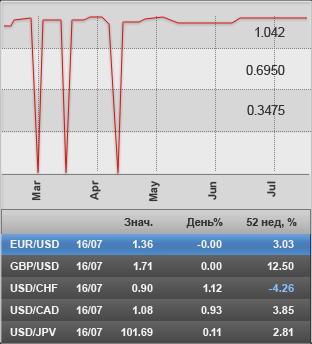 1.042
0.6950
0.3475
Mar Apr May Jun Jul
Знач. День% 52 нед, %
EUR/USD 16/07 1.36 -0.00 3.03
GBP/USD 16/07 1.71 0.00 12.50
USD/CHF 16/07 0.90 1.12 -4.26
USD/CAD 16/07 1.08 0.93 3.85
USD/JPV 16/07 101.69 0.11 2.81